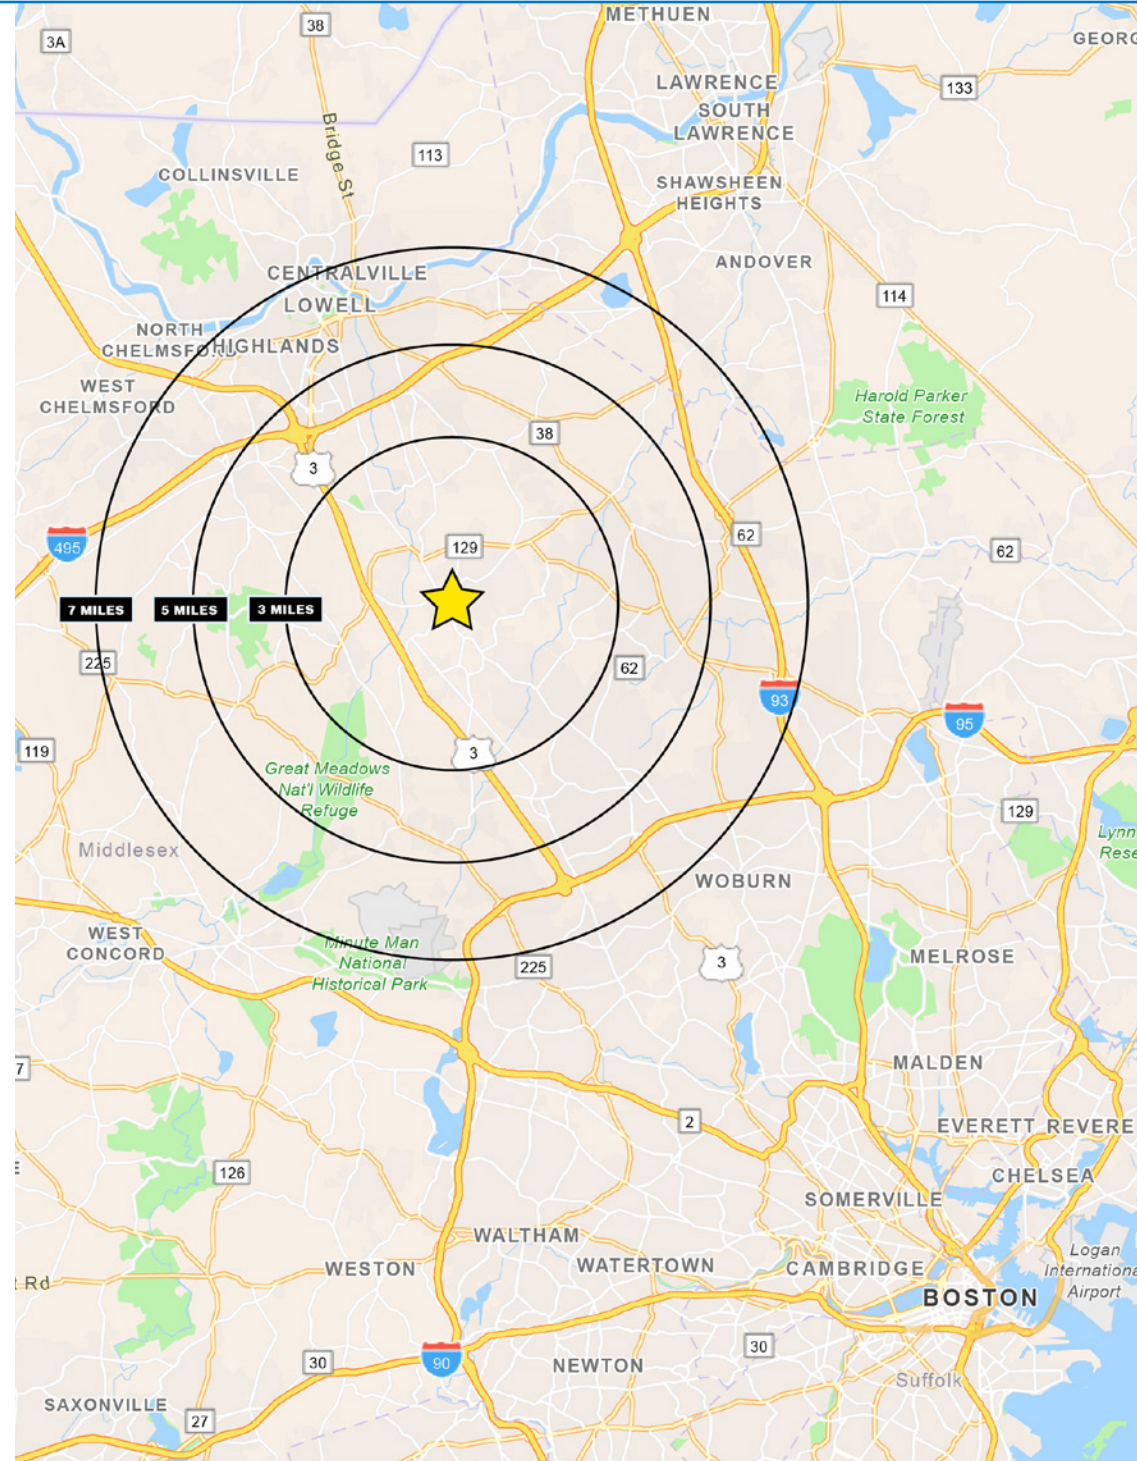 METHUEN
38
3A
GEORG
LAWRENCE
133
SOUTH
LAWRENCE
Bridge St
113
COLLINSVILLE
SHAWSHEEN
HEIGHTS
ANDOVER
CENTRALVILLE
LOWELL
114
NORTH
CHELMSFORD
HIGHLANDS
WEST
CHELMSFORD
Harold Parker
State Forest
38
3
495
129
62
62
7 MILES
5 MILES
3 MILES
225
62
93
95
119
3
Great Meadows
Nat'l Wildlife
Refuge
129
Lynn
Rese
Middlesex
WOBURN
WEST
CONCORD
Minute Man
National
Historical Park
225
3
MELROSE
7
MALDEN
2
EVERETT
REVERE
E
126
CHELSEA
SOMERVILLE
WALTHAM
WESTON
WATERTOWN
CAMBRIDGE
Logan
Internationa
Airport
t Rd
BOSTON
90
30
30
NEWTON
Suffolk
SAXONVILLE
27